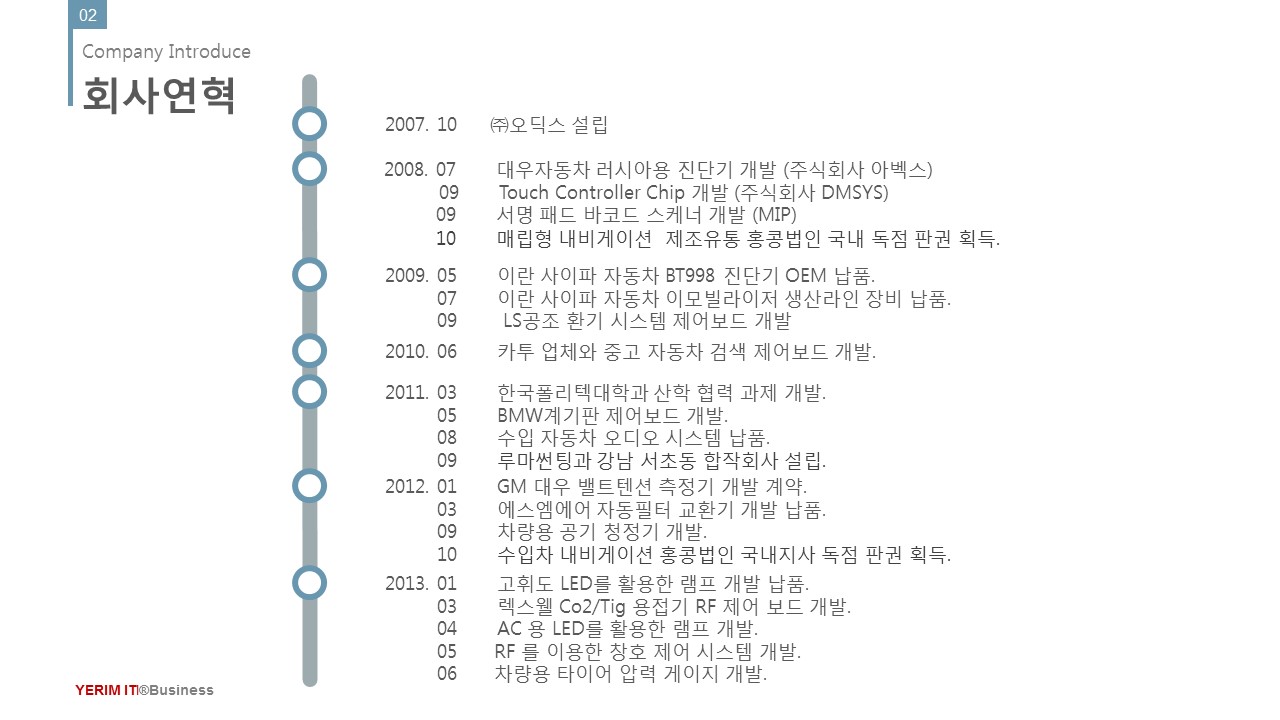 02
Company Introduce
회사연혁
2007. 10 ㈜오딕스 설립
2008. 07 대우자동차 러시아용 진단기 개발 (주식회사 아벡스)
09 Touch Controller Chip 개발 (주식회사 DMSYS)
09 서명 패드 바코드 스케너 개발 (MIP)
10 매립형 내비게이션 제조유통 홍콩법인 국내 독점 판권 획득.
2009. 05 이란 사이파 자동차 BT998 진단기 OEM 납품.
07 이란 사이파 자동차 이모빌라이저 생산라인 장비 납품.
09 LS공조 환기 시스템 제어보드 개발
2010. 06 카투 업체와 중고 자동차 검색 제어보드 개발.
2011. 03 한국폴리텍대학과 산학 협력 과제 개발.
05 BMW계기판 제어보드 개발.
08 수입 자동차 오디오 시스템 납품.
09 루마썬팅과 강남 서초동 합작회사 설립.
2012. 01 GM 대우 밸트텐션 측정기 개발 계약.
03 에스엠에어 자동필터 교환기 개발 납품.
09 차량용 공기 청정기 개발.
10 수입차 내비게이션 홍콩법인 국내지사 독점 판권 획득.
2013. 01 고휘도 LED를 활용한 램프 개발 납품.
03 렉스웰 Co2/Tig 용접기 RF 제어 보드 개발.
04 AC 용 LED를 활용한 램프 개발.
05 RF 를 이용한 창호 제어 시스템 개발.
06 차량용 타이어 압력 게이지 개발.
YERIM IT®Business